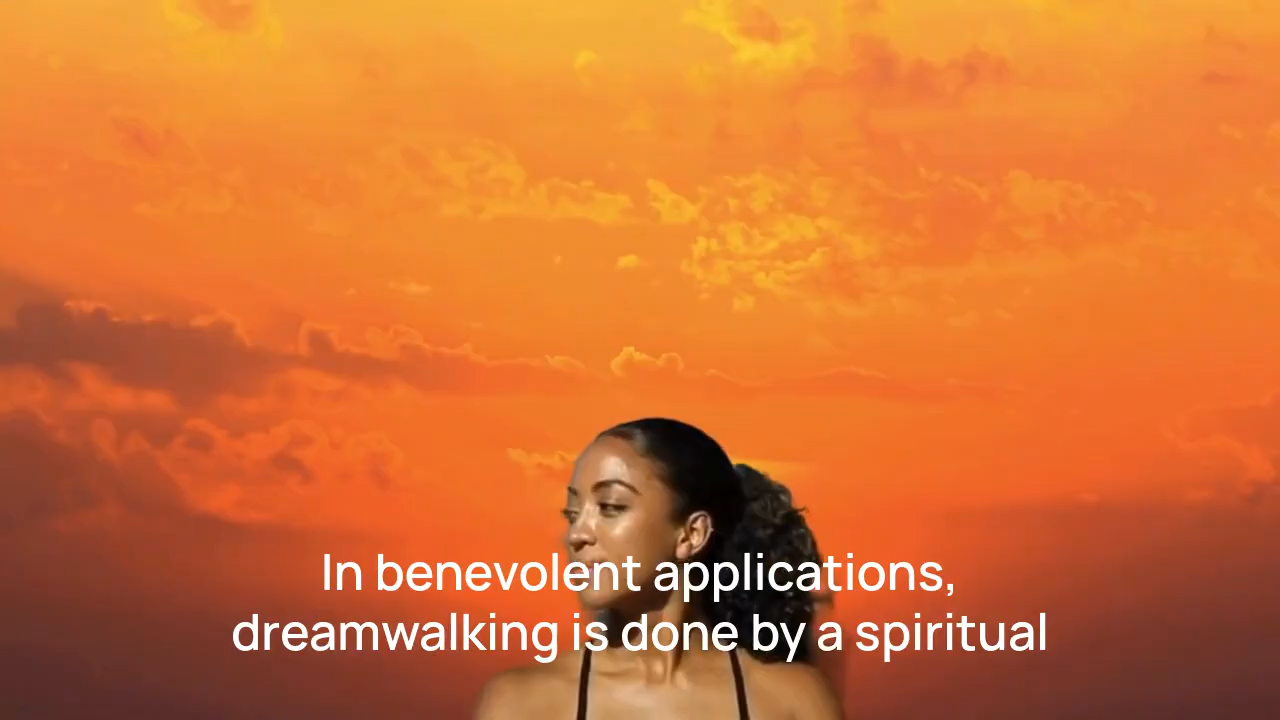 In benevolent applications,
dreamwalking is done by a spiritual